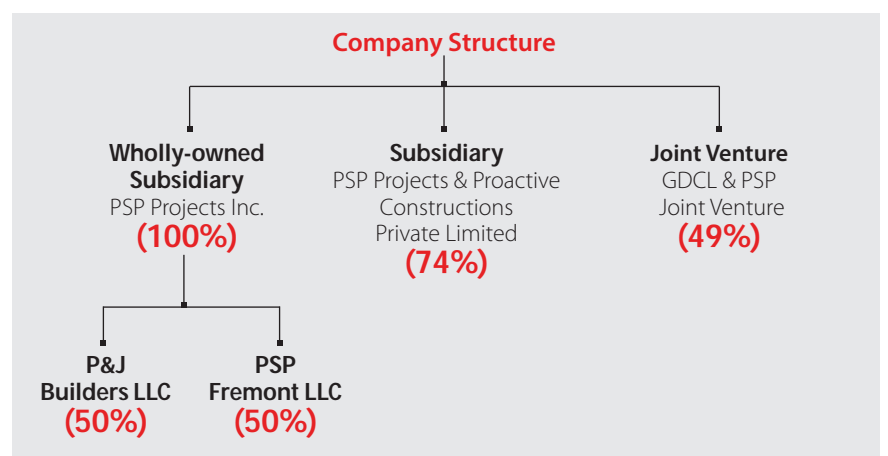 Company Structure
Wholly-owned
Subsidiary
PSP Projects Inc.
(100%)
Subsidiary
PSP Projects & Proactive
Constructions
Private Limited
(74%)
Joint Venture
GDCL & PSP
Joint Venture
(49%)
P&J
Builders LLC
(50%)
PSP
Fremont LLC
(50%)